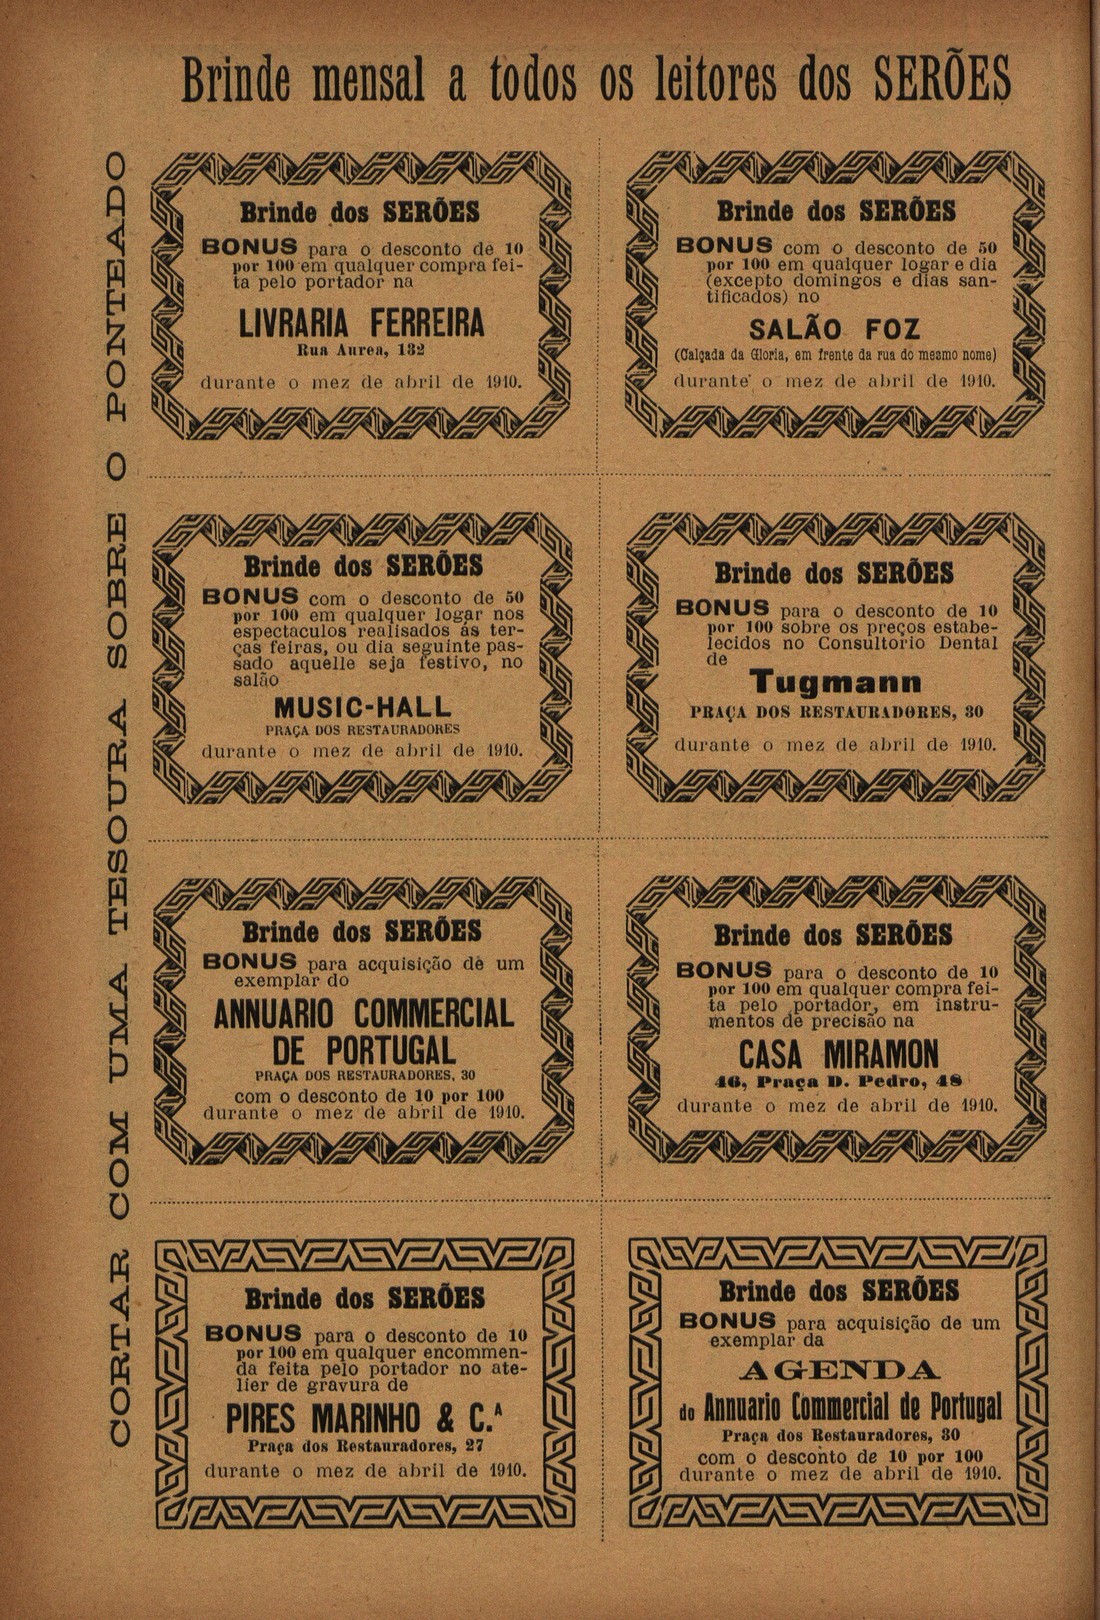 Brinde mensal a todos os leitores dos SERÕES
CORTAR COM UMA TESOURA SOBRE O PONTEADO
Brinde dos SERÕES
BONUS para o desconto de 10
por 100 em qualquer compra fei-
ta pelo portador na
LIVRARIA FERREIRA
Rua Aurea, 132
durante o mez de abril de 1910.
Brinde dos SERÕES
BONUS com o desconto de 50
por 100 em qualquer logar e dia
(excepto domingos e dias san-
tificados) no
SALÃO FOZ
(Calçada da Gloria, em frente da rua do mesmo nome)
durante o mez de abril de 1910.
Brinde dos SERÕES
BONUS com o desconto de 50
por 100 em qualquer logar nos
espectaculos realisados ás ter-
ças feiras, ou dia seguinte pas-
sado aquelle seja festivo, no
salão
MUSIC-HALL
PRAÇA DOS RESTAURADORES
durante o mez de abril de 1910.
Brinde dos SERÕES
BONUS para o desconto de 10
por 100 sobre os preços estabe-
lecidos no Consultorio Dental
de
Tugmann
PRAÇA DOS RESTAURADORES, 30
durante o mez de abril de 1910.
Brinde dos SERÕES
BONUS para acquisição de um
exemplar do
ANNUARIO COMMERCIAL
DE PORTUGAL
PRAÇA DOS RESTAURADORES, 30
com o desconto de 10 por 100
durante o mez de abril de 1910.
Brinde dos SERÕES
BONUS para o desconto de 10
por 100 em qualquer compra fei-
ta pelo portador, em instru-
mentos de precisão na
CASA MIRAMON
46, Praça D. Pedro, 48
durante o mez de abril de 1910.
Brinde dos SERÕES
BONUS para o desconto de 10
por 100 em qualquer encommen-
da feita pelo portador no ate-
lier de gravura de
PIRES MARINHO & C.ᴬ
Praça dos Restauradores, 27
durante o mez de abril de 1910.
Brinde dos SERÕES
BONUS para acquisição de um
exemplar da
AGENDA
do Annuario Commercial de Portugal
Praça dos Restauradores, 30
com o desconto de 10 por 100
durante o mez de abril de 1910.